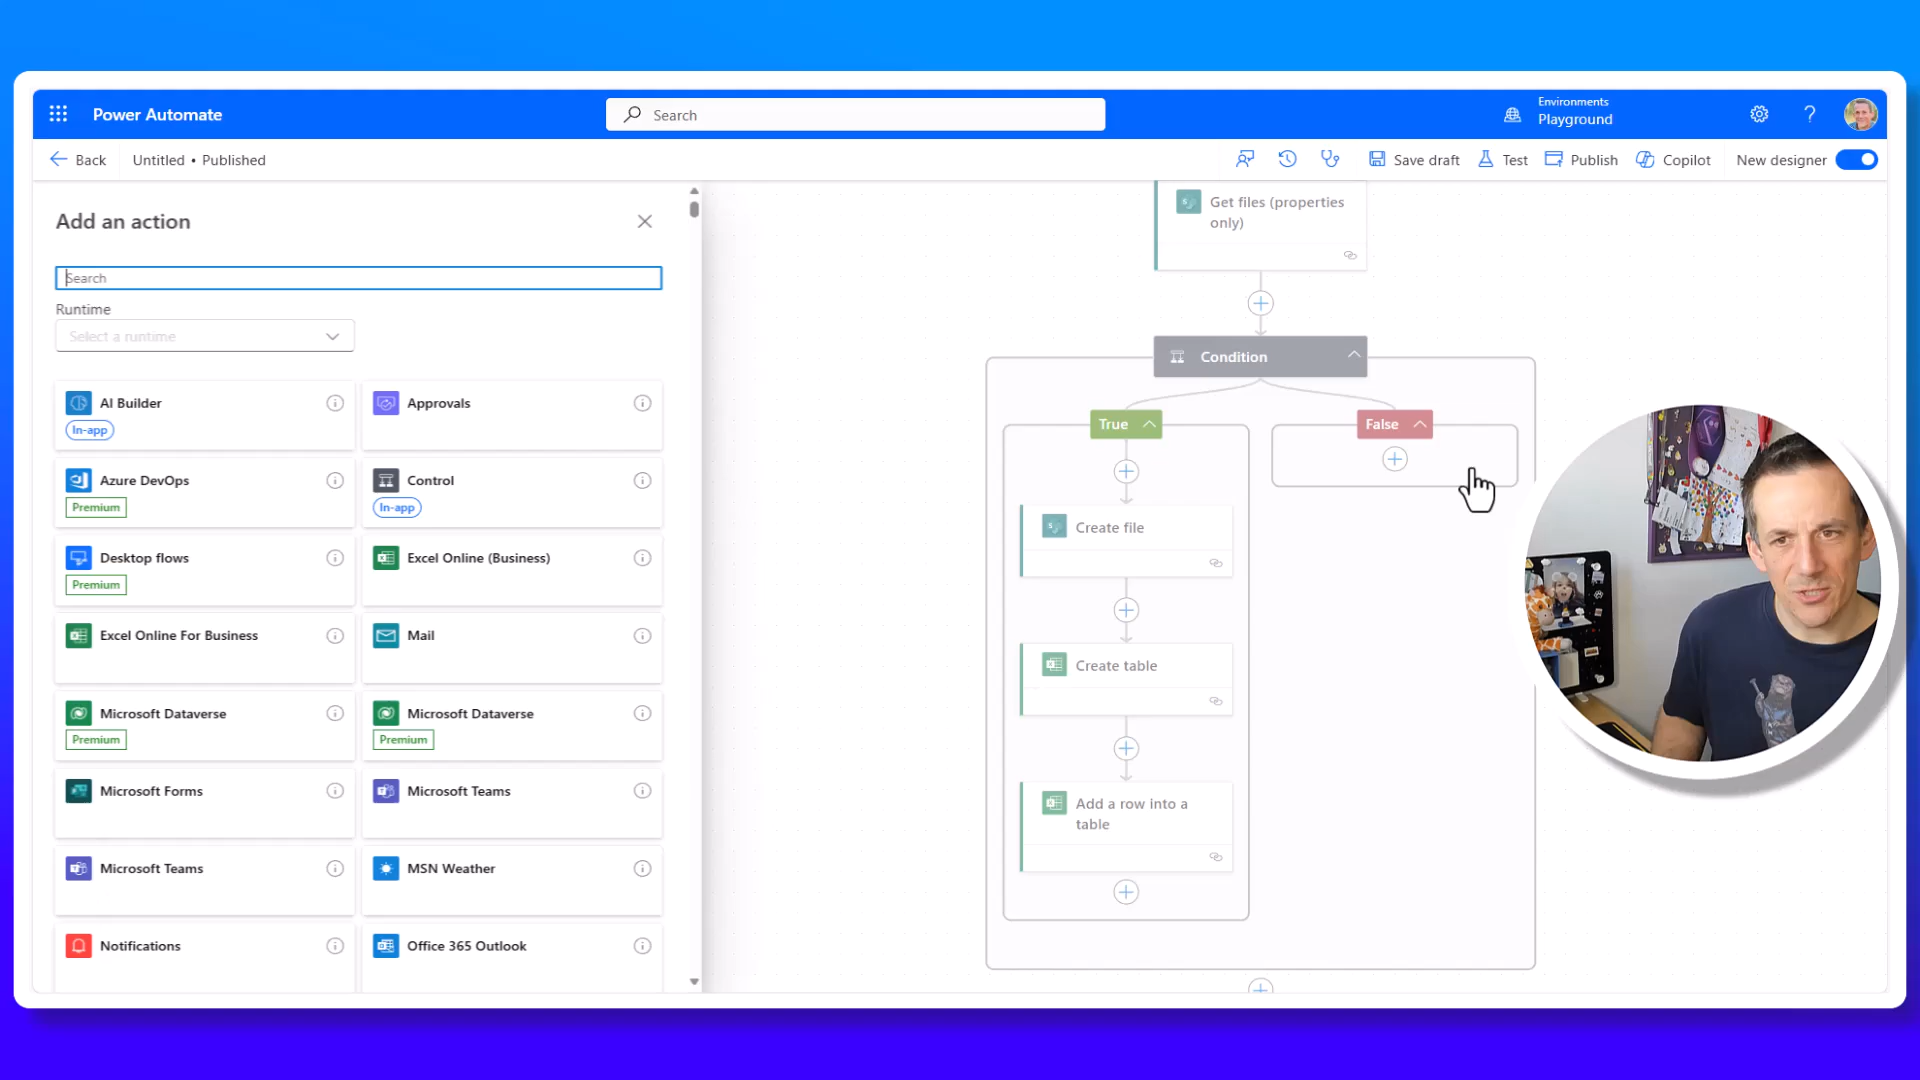 Power Automate
Search
Environments
Playground
?
Back
Untitled • Published
Save draft
Test
Publish
Copilot
New designer
Add an action
Search
Runtime
Select a runtime
AI Builder
In-app
Approvals
Azure DevOps
Premium
Control
In-app
Desktop flows
Premium
Excel Online (Business)
Excel Online For Business
Mail
Microsoft Dataverse
Premium
Microsoft Dataverse
Premium
Microsoft Forms
Microsoft Teams
Microsoft Teams
MSN Weather
Notifications
Office 365 Outlook
Get files (properties
only)
Condition
True
False
Create file
Create table
Add a row into a
table